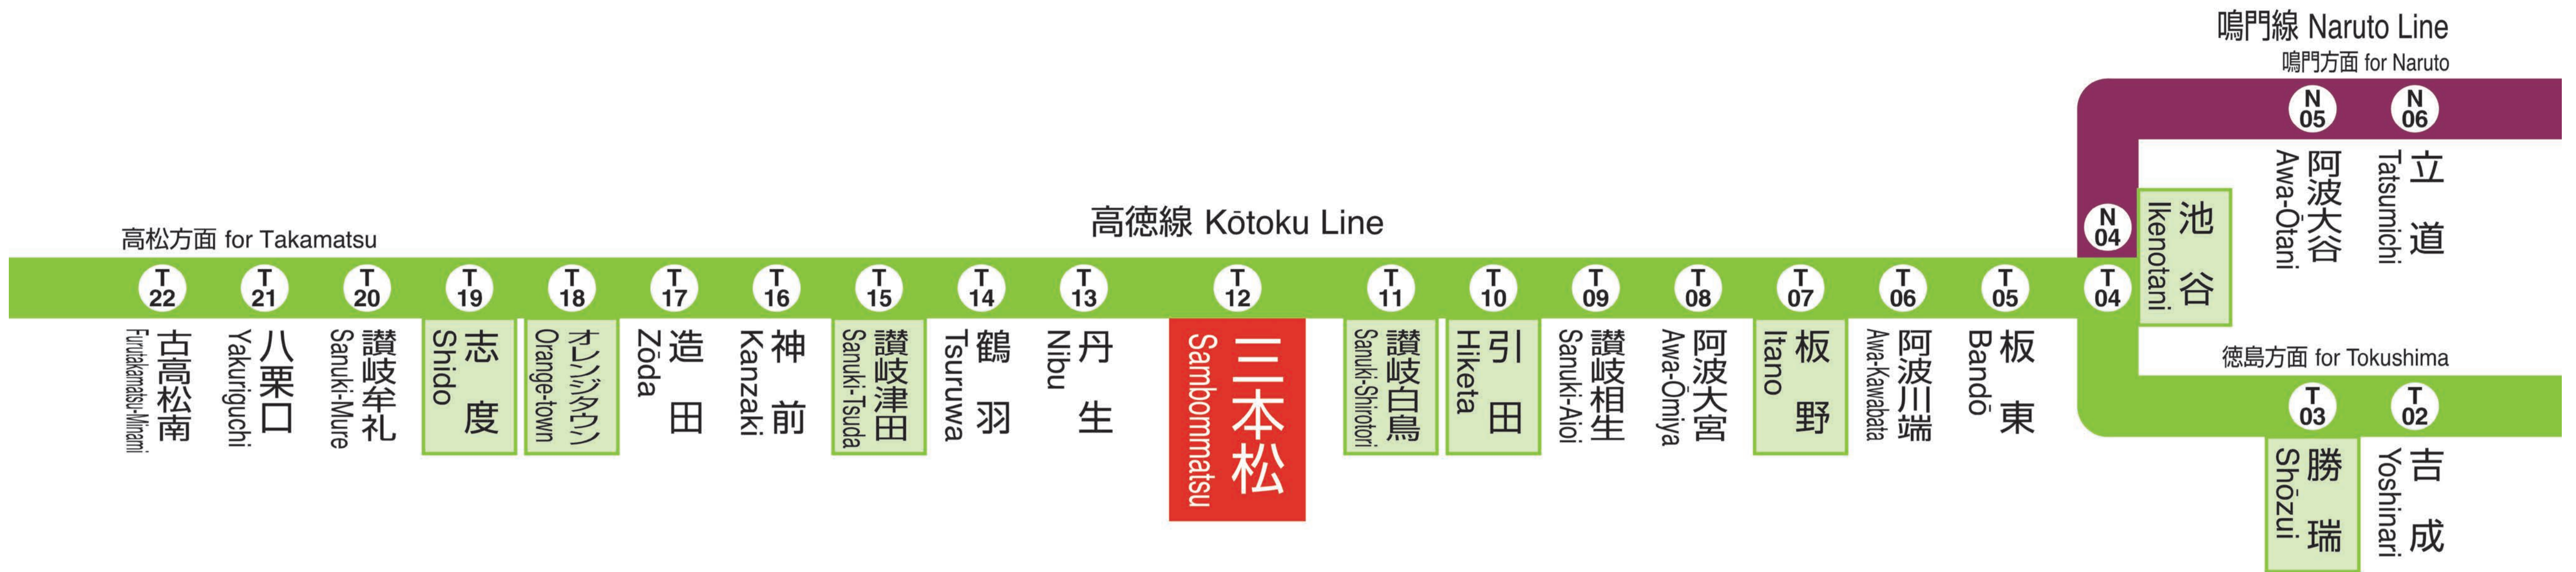 鳴門線 Naruto Line
鳴門方面 for Naruto
N 05
阿波大谷
Awa-Ōtani
N 06
立道
Tatsumichi
高徳線 Kōtoku Line
高松方面 for Takamatsu
T 22
古高松南
Furutakamatsu-Minami
T 21
八栗口
Yakuriguchi
T 20
讃岐牟礼
Sanuki-Mure
T 19
志度
Shido
T 18
オレンジタウン
Orange-town
T 17
造田
Zōda
T 16
神前
Kanzaki
T 15
讃岐津田
Sanuki-Tsuda
T 14
鶴羽
Tsuruwa
T 13
丹生
Nibu
T 12
三本松
Sambommatsu
T 11
讃岐白鳥
Sanuki-Shirotori
T 10
引田
Hiketa
T 09
讃岐相生
Sanuki-Aioi
T 08
阿波大宮
Awa-Ōmiya
T 07
板野
Itano
T 06
阿波川端
Awa-Kawabata
T 05
板東
Bandō
N 04
T 04
池谷
Ikenotani
徳島方面 for Tokushima
T 03
勝瑞
Shōzui
T 02
吉成
Yoshinari